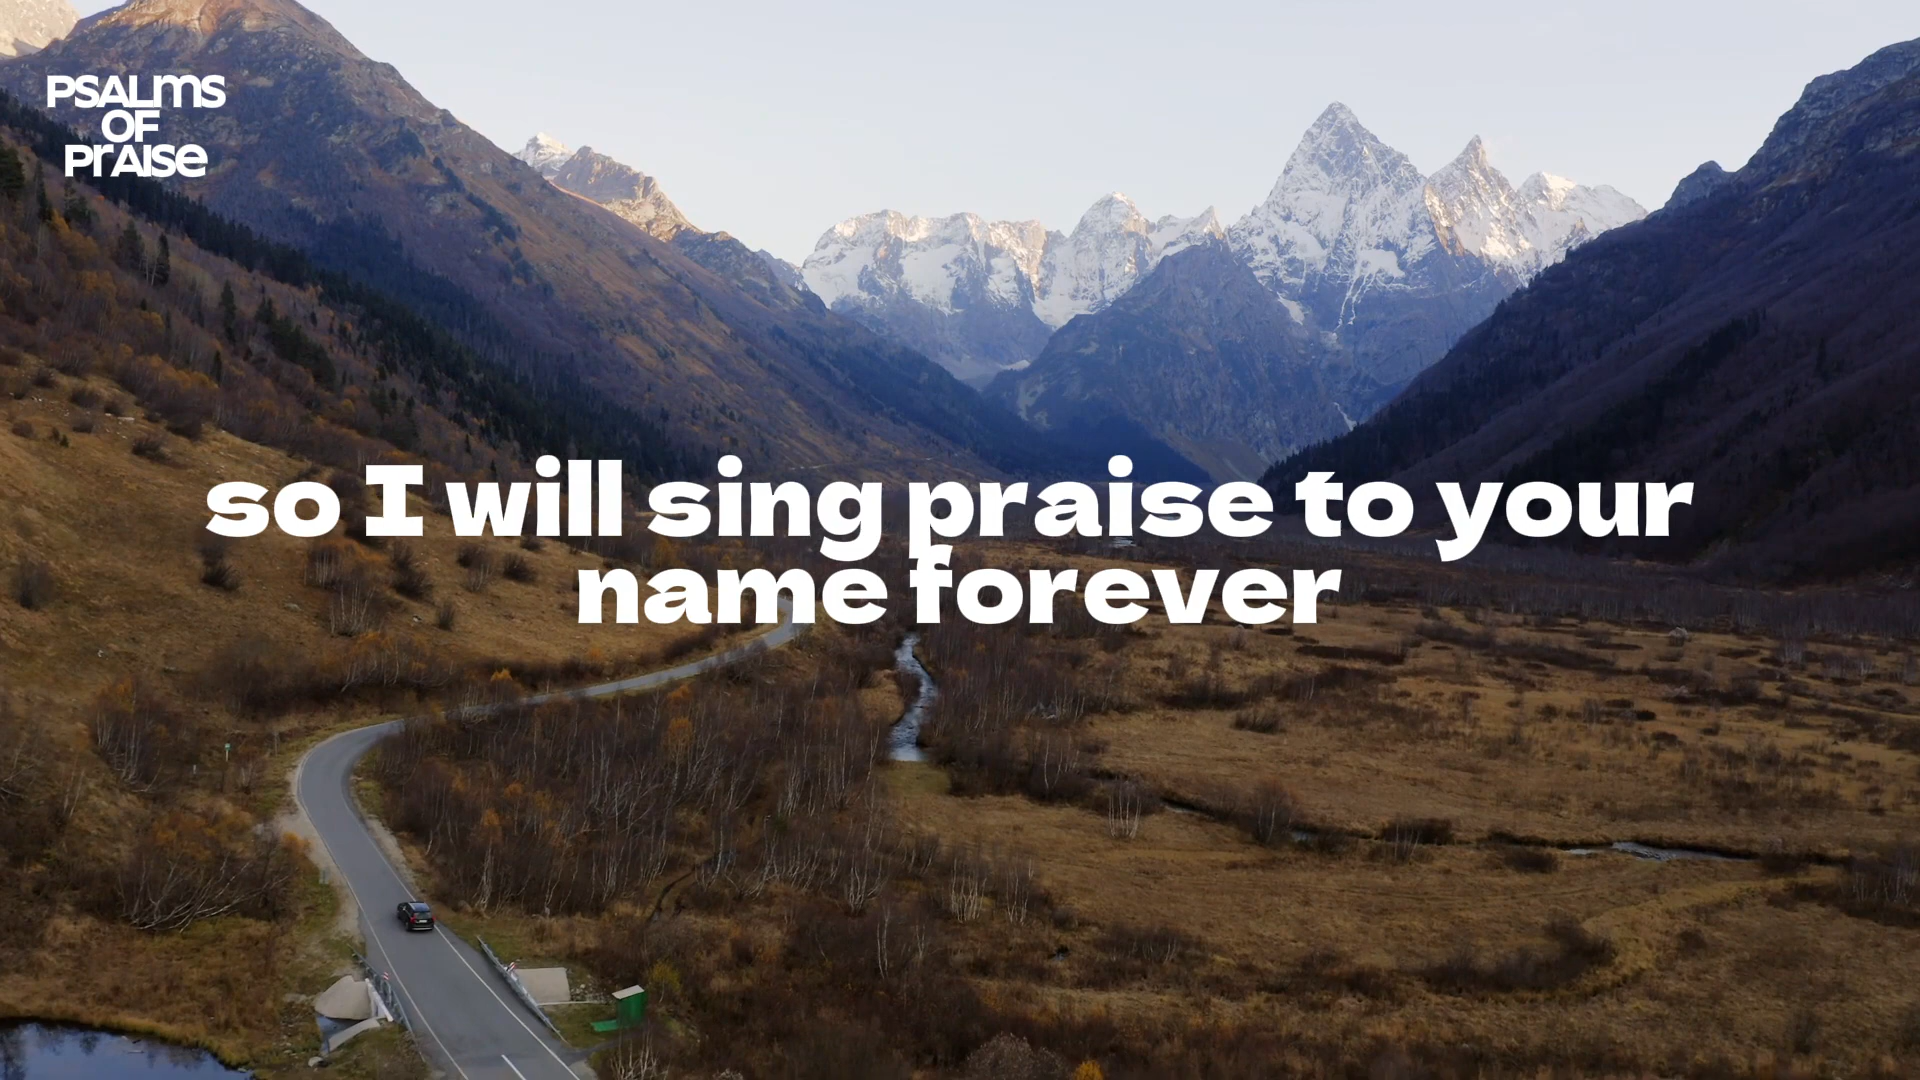 PSALMS
OF
PRAISE
so I will sing praise to your
name forever